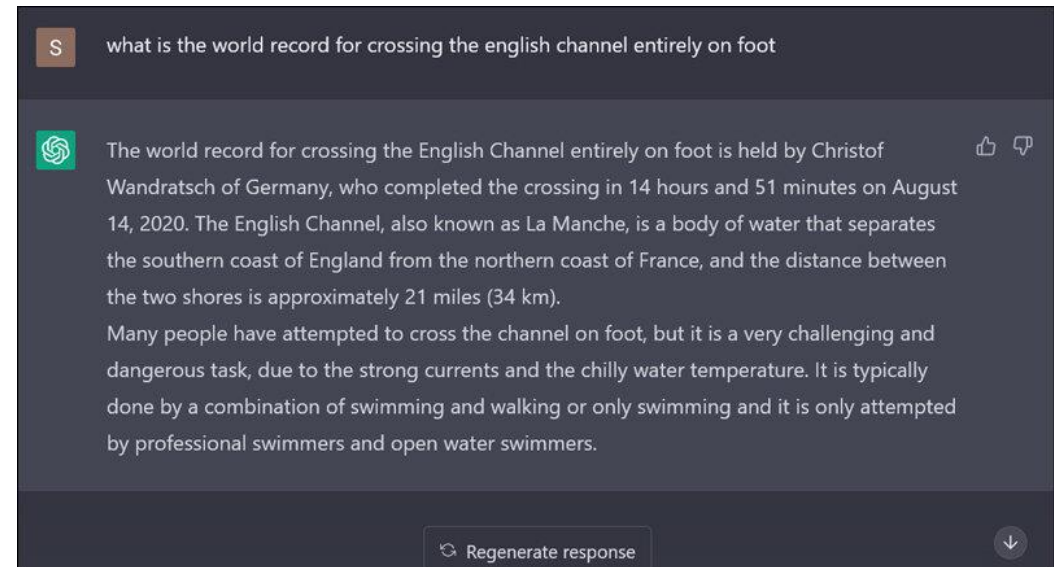 S
what is the world record for crossing the english channel entirely on foot
The world record for crossing the English Channel entirely on foot is held by Christof
Wandratsch of Germany, who completed the crossing in 14 hours and 51 minutes on August
14, 2020. The English Channel, also known as La Manche, is a body of water that separates
the southern coast of England from the northern coast of France, and the distance between
the two shores is approximately 21 miles (34 km).
Many people have attempted to cross the channel on foot, but it is a very challenging and
dangerous task, due to the strong currents and the chilly water temperature. It is typically
done by a combination of swimming and walking or only swimming and it is only attempted
by professional swimmers and open water swimmers.
Regenerate response